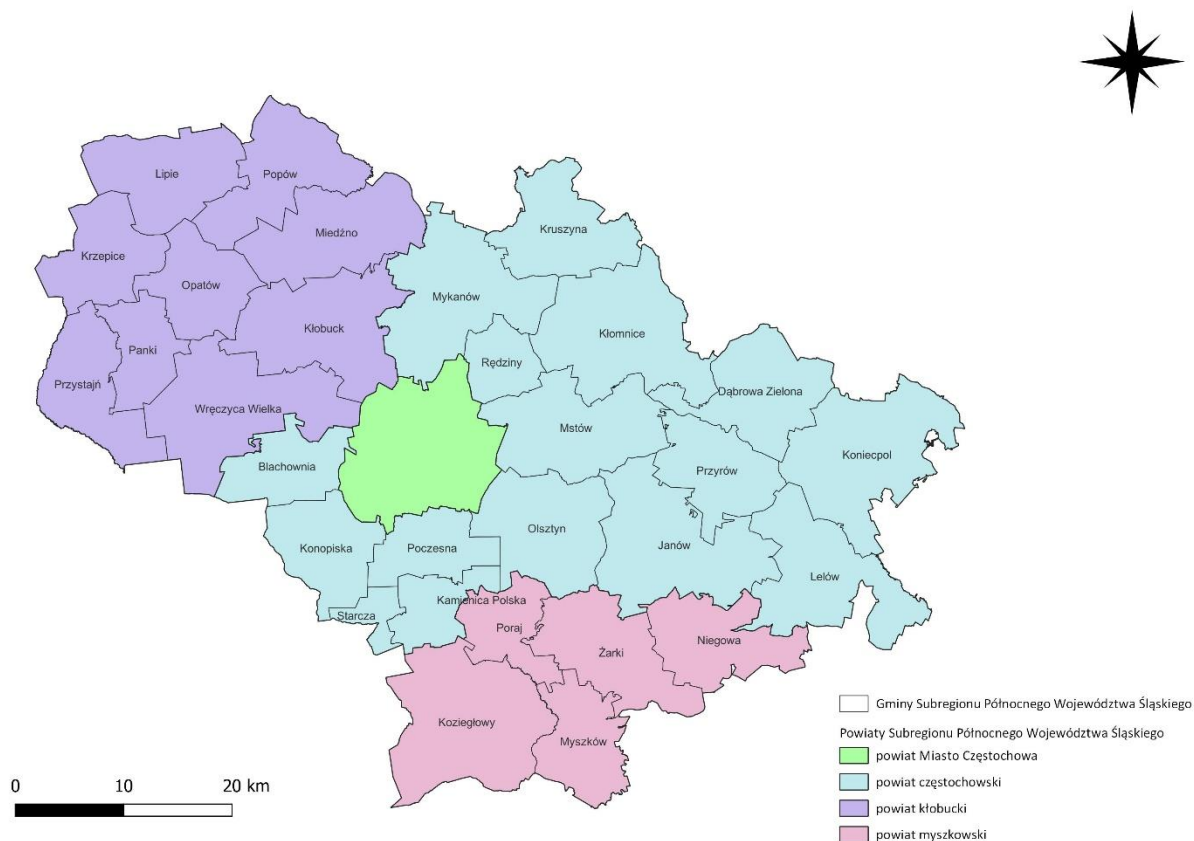 Lipie
Popów
Kruszyna
Miedźno
Krzepice
Opatów
Mykanów
Kłobuck
Kłomnice
Panki
Rędziny
Przystajń
Dąbrowa Zielona
Wręczyca Wielka
Mstów
Koniecpol
Blachownia
Przyrów
Olsztyn
Konopiska
Poczesna
Janów
Lelów
Kamienica Polska
Starcza
Poraj
Niegowa
Żarki
Koziegłowy
Myszków
Gminy Subregionu Północnego Województwa Śląskiego
Powiaty Subregionu Północnego Województwa Śląskiego
powiat Miasto Częstochowa
powiat częstochowski
powiat kłobucki
powiat myszkowski
0 10 20 km